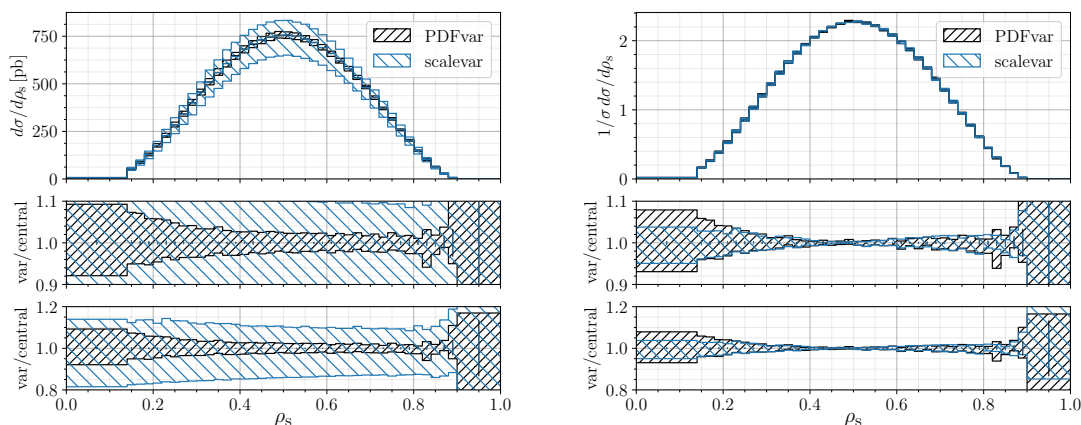 dσ/dρs [pb]
750
500
250
0
PDFvar
scalevar
var/central
1.1
1.0
0.9
var/central
1.2
1.0
0.8
0.0 0.2 0.4 0.6 0.8 1.0
ρs
1/σ dσ/dρs
2
1
0
PDFvar
scalevar
var/central
1.1
1.0
0.9
var/central
1.2
1.0
0.8
0.0 0.2 0.4 0.6 0.8 1.0
ρs